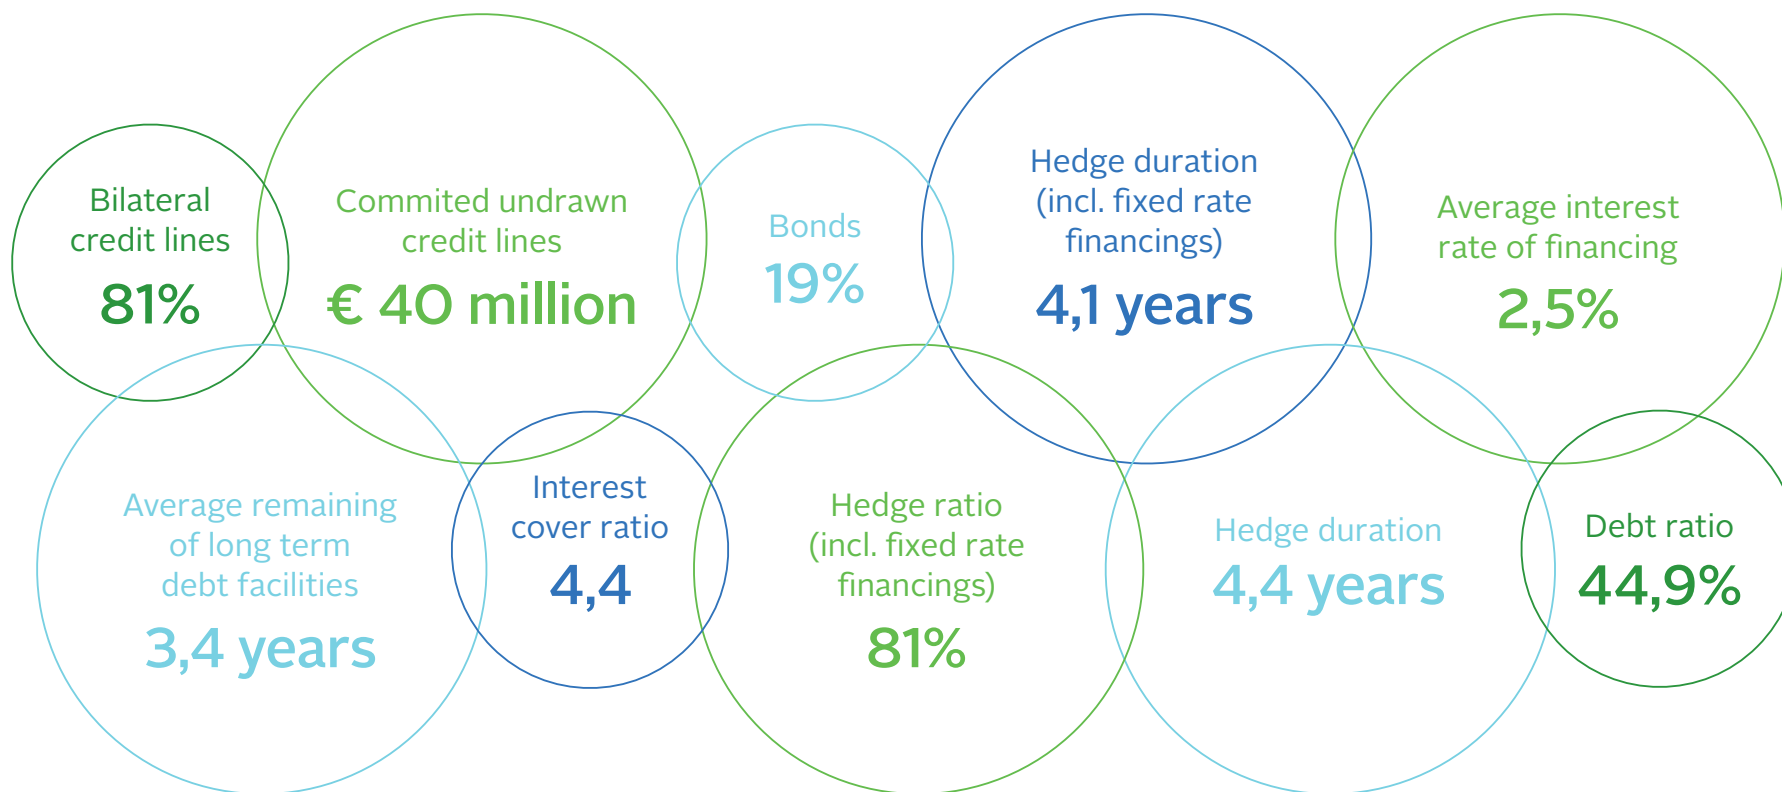 Bilateral
credit lines
81%
Commited undrawn
credit lines
€ 40 million
Bonds
19%
Hedge duration
(incl. fixed rate
financings)
4,1 years
Average interest
rate of financing
2,5%
Average remaining
of long term
debt facilities
3,4 years
Interest
cover ratio
4,4
Hedge ratio
(incl. fixed rate
financings)
81%
Hedge duration
4,4 years
Debt ratio
44,9%